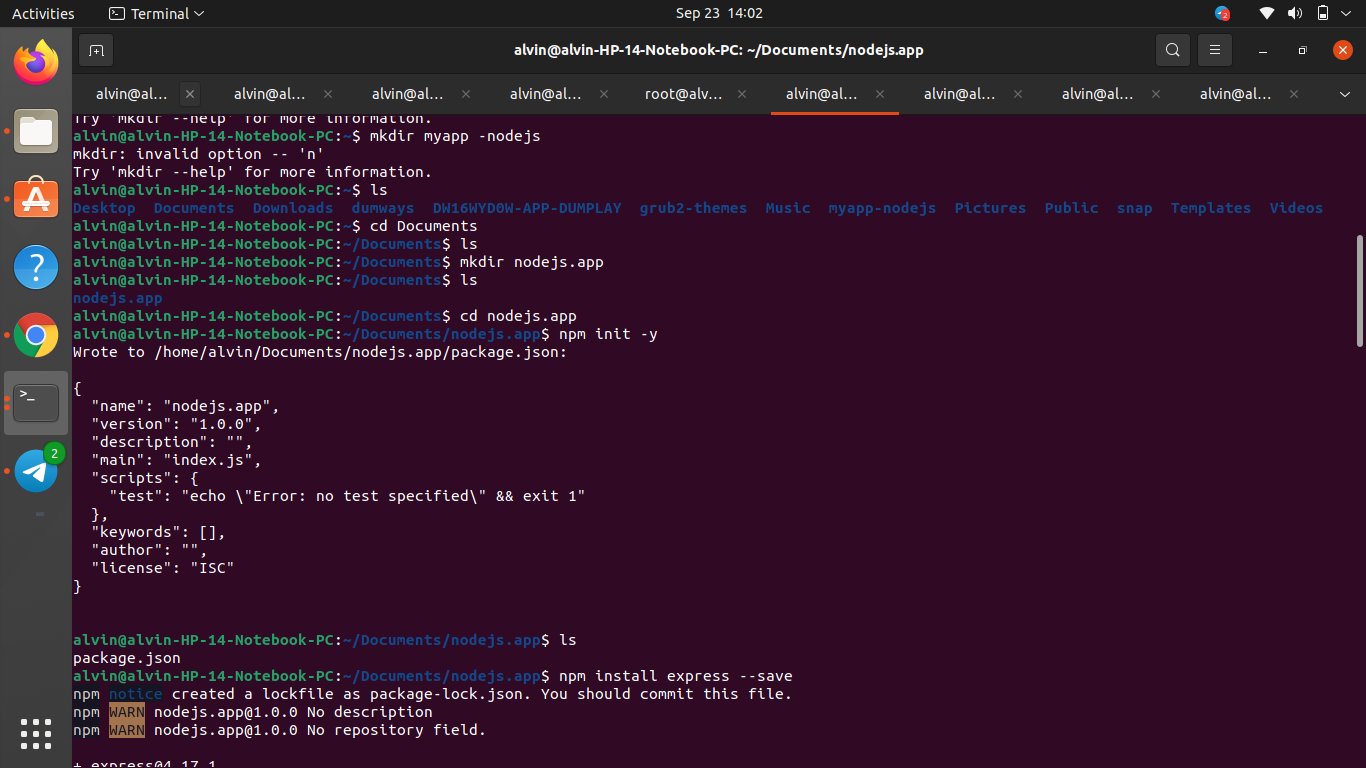 Activities
Terminal
Sep 23 14:02
2
alvin@alvin-HP-14-Notebook-PC: ~/Documents/nodejs.app
alvin@al...
alvin@al...
alvin@al...
alvin@al...
root@alv...
alvin@al...
alvin@al...
alvin@al...
alvin@al...
Try 'mkdir --help' for more information.
alvin@alvin-HP-14-Notebook-PC:~$ mkdir myapp -nodejs
mkdir: invalid option -- 'n'
Try 'mkdir --help' for more information.
alvin@alvin-HP-14-Notebook-PC:~$ ls
Desktop  Documents  Downloads  dumways  DW16WYD0W-APP-DUMPLAY  grub2-themes  Music  myapp-nodejs  Pictures  Public  snap  Templates  Videos
alvin@alvin-HP-14-Notebook-PC:~$ cd Documents
alvin@alvin-HP-14-Notebook-PC:~/Documents$ ls
alvin@alvin-HP-14-Notebook-PC:~/Documents$ mkdir nodejs.app
alvin@alvin-HP-14-Notebook-PC:~/Documents$ ls
nodejs.app
alvin@alvin-HP-14-Notebook-PC:~/Documents$ cd nodejs.app
alvin@alvin-HP-14-Notebook-PC:~/Documents/nodejs.app$ npm init -y
Wrote to /home/alvin/Documents/nodejs.app/package.json:
{
  "name": "nodejs.app",
  "version": "1.0.0",
  "description": "",
  "main": "index.js",
  "scripts": {
    "test": "echo \"Error: no test specified\" && exit 1"
  },
  "keywords": [],
  "author": "",
  "license": "ISC"
}
alvin@alvin-HP-14-Notebook-PC:~/Documents/nodejs.app$ ls
package.json
alvin@alvin-HP-14-Notebook-PC:~/Documents/nodejs.app$ npm install express --save
npm notice created a lockfile as package-lock.json. You should commit this file.
npm WARN nodejs.app@1.0.0 No description
npm WARN nodejs.app@1.0.0 No repository field.
+ express@4.17.1
2